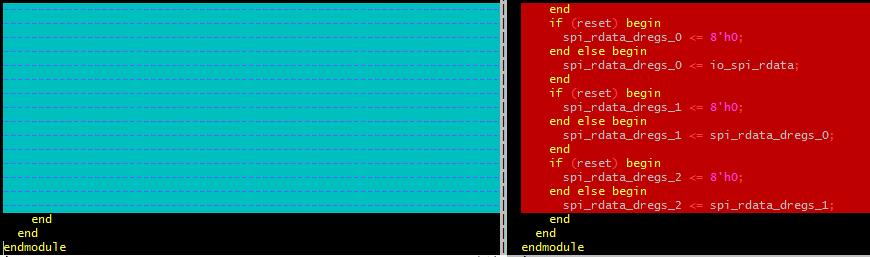 end
end
endmodule
end
if (reset) begin
spi_rdata_dregs_0 <= 8'h0;
end else begin
spi_rdata_dregs_0 <= io_spi_rdata;
end
if (reset) begin
spi_rdata_dregs_1 <= 8'h0;
end else begin
spi_rdata_dregs_1 <= spi_rdata_dregs_0;
end
if (reset) begin
spi_rdata_dregs_2 <= 8'h0;
end else begin
spi_rdata_dregs_2 <= spi_rdata_dregs_1;
end
end
endmodule